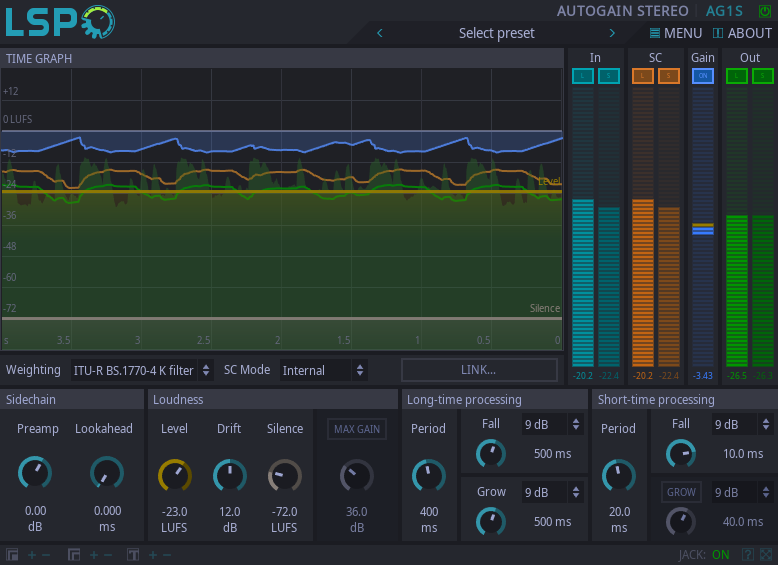 LSP
AUTOGAIN STEREO AG1S
Select preset
MENU ABOUT
TIME GRAPH
In SC Gain Out
L S L S ON L S
+12
0 LUFS
-12
-24
Level
-36
-48
-60
-72
Silence
s 3.5 3 2.5 2 1.5 1 0.5 0
-20.2 -22.4 -20.2 -22.4 -3.43 -26.5 -26.3
Weighting ITU-R BS.1770-4 K filter SC Mode Internal LINK...
Sidechain Loudness Long-time processing Short-time processing
Preamp Lookahead Level Drift Silence MAX GAIN Period Fall 9 dB Period Fall 9 dB
500 ms 10.0 ms
Grow 9 dB GROW 9 dB
0.00 0.000 -23.0 12.0 -72.0 36.0 400 500 ms 20.0 40.0 ms
dB ms LUFS dB LUFS dB ms ms
JACK: ON